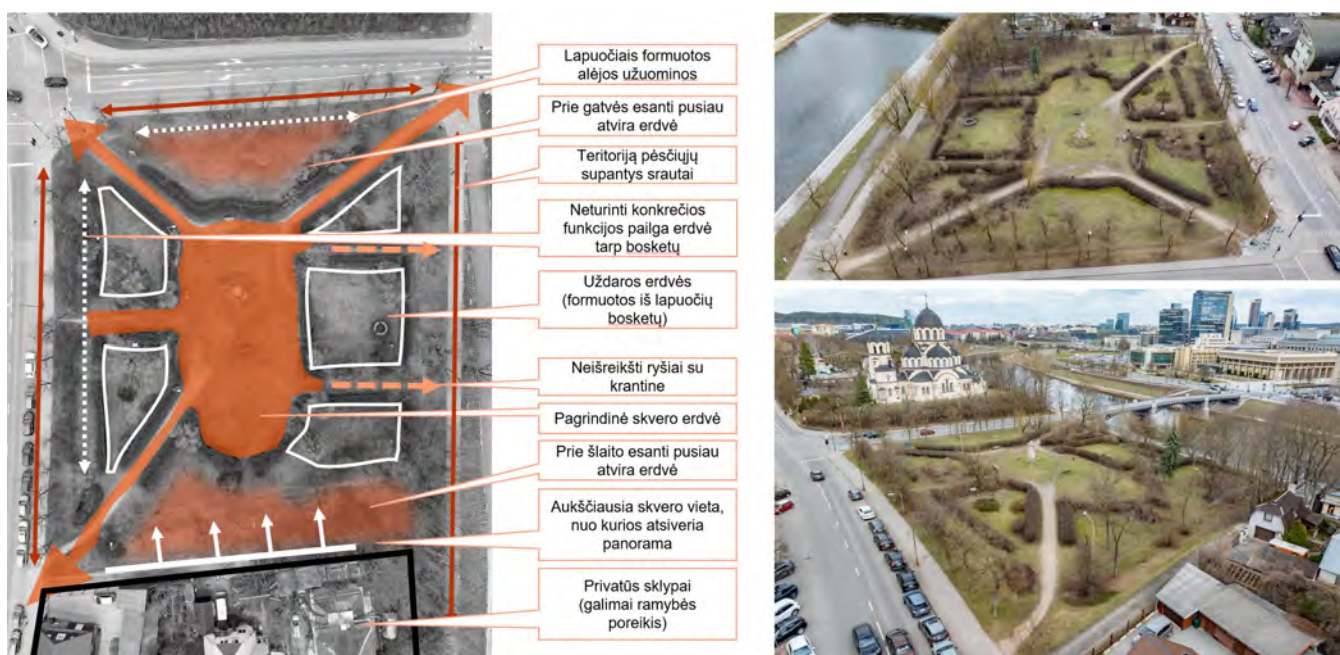 Lapuočiais formuotos
alėjos užuominos
Prie gatvės esanti pusiau
atvira erdvė
Teritoriją pėsčiųjų
supantys srautai
Neturinti konkrečios
funkcijos pailga erdvė
tarp bosketų
Uždaros erdvės
(formuotos iš lapuočių
bosketų)
Neišreikšti ryšiai su
krantine
Pagrindinė skvero erdvė
Prie šlaito esanti pusiau
atvira erdvė
Aukščiausia skvero vieta,
nuo kurios atsiveria
panorama
Privatūs sklypai
(galimai ramybės
poreikis)